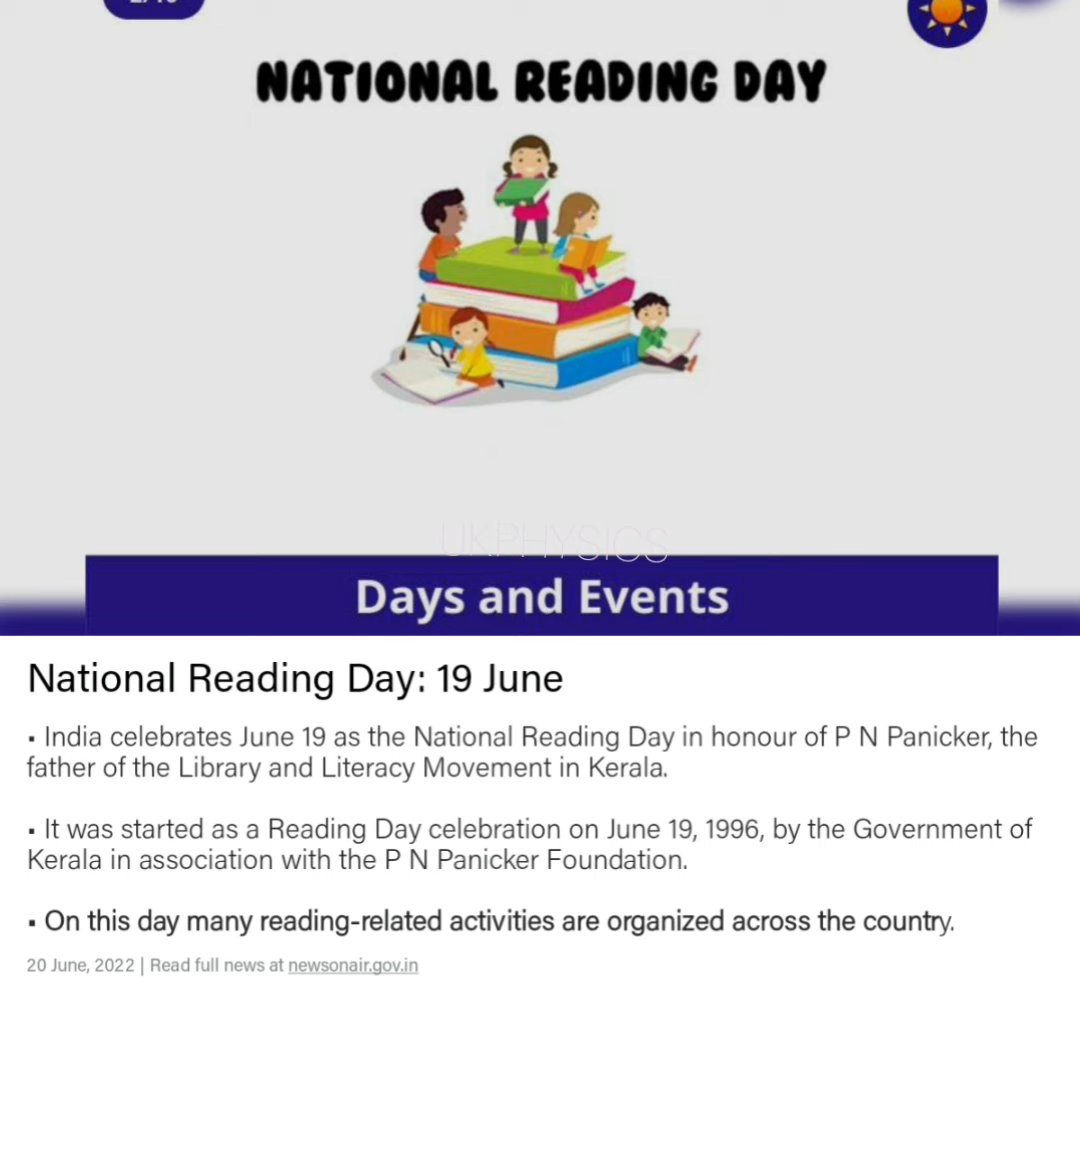 NATIONAL READING DAY
UKPHYSICS
Days and Events
National Reading Day: 19 June
▪ India celebrates June 19 as the National Reading Day in honour of P N Panicker, the
father of the Library and Literacy Movement in Kerala.
▪ It was started as a Reading Day celebration on June 19, 1996, by the Government of
Kerala in association with the P N Panicker Foundation.
▪ On this day many reading-related activities are organized across the country.
20 June, 2022 | Read full news at newsonair.gov.in